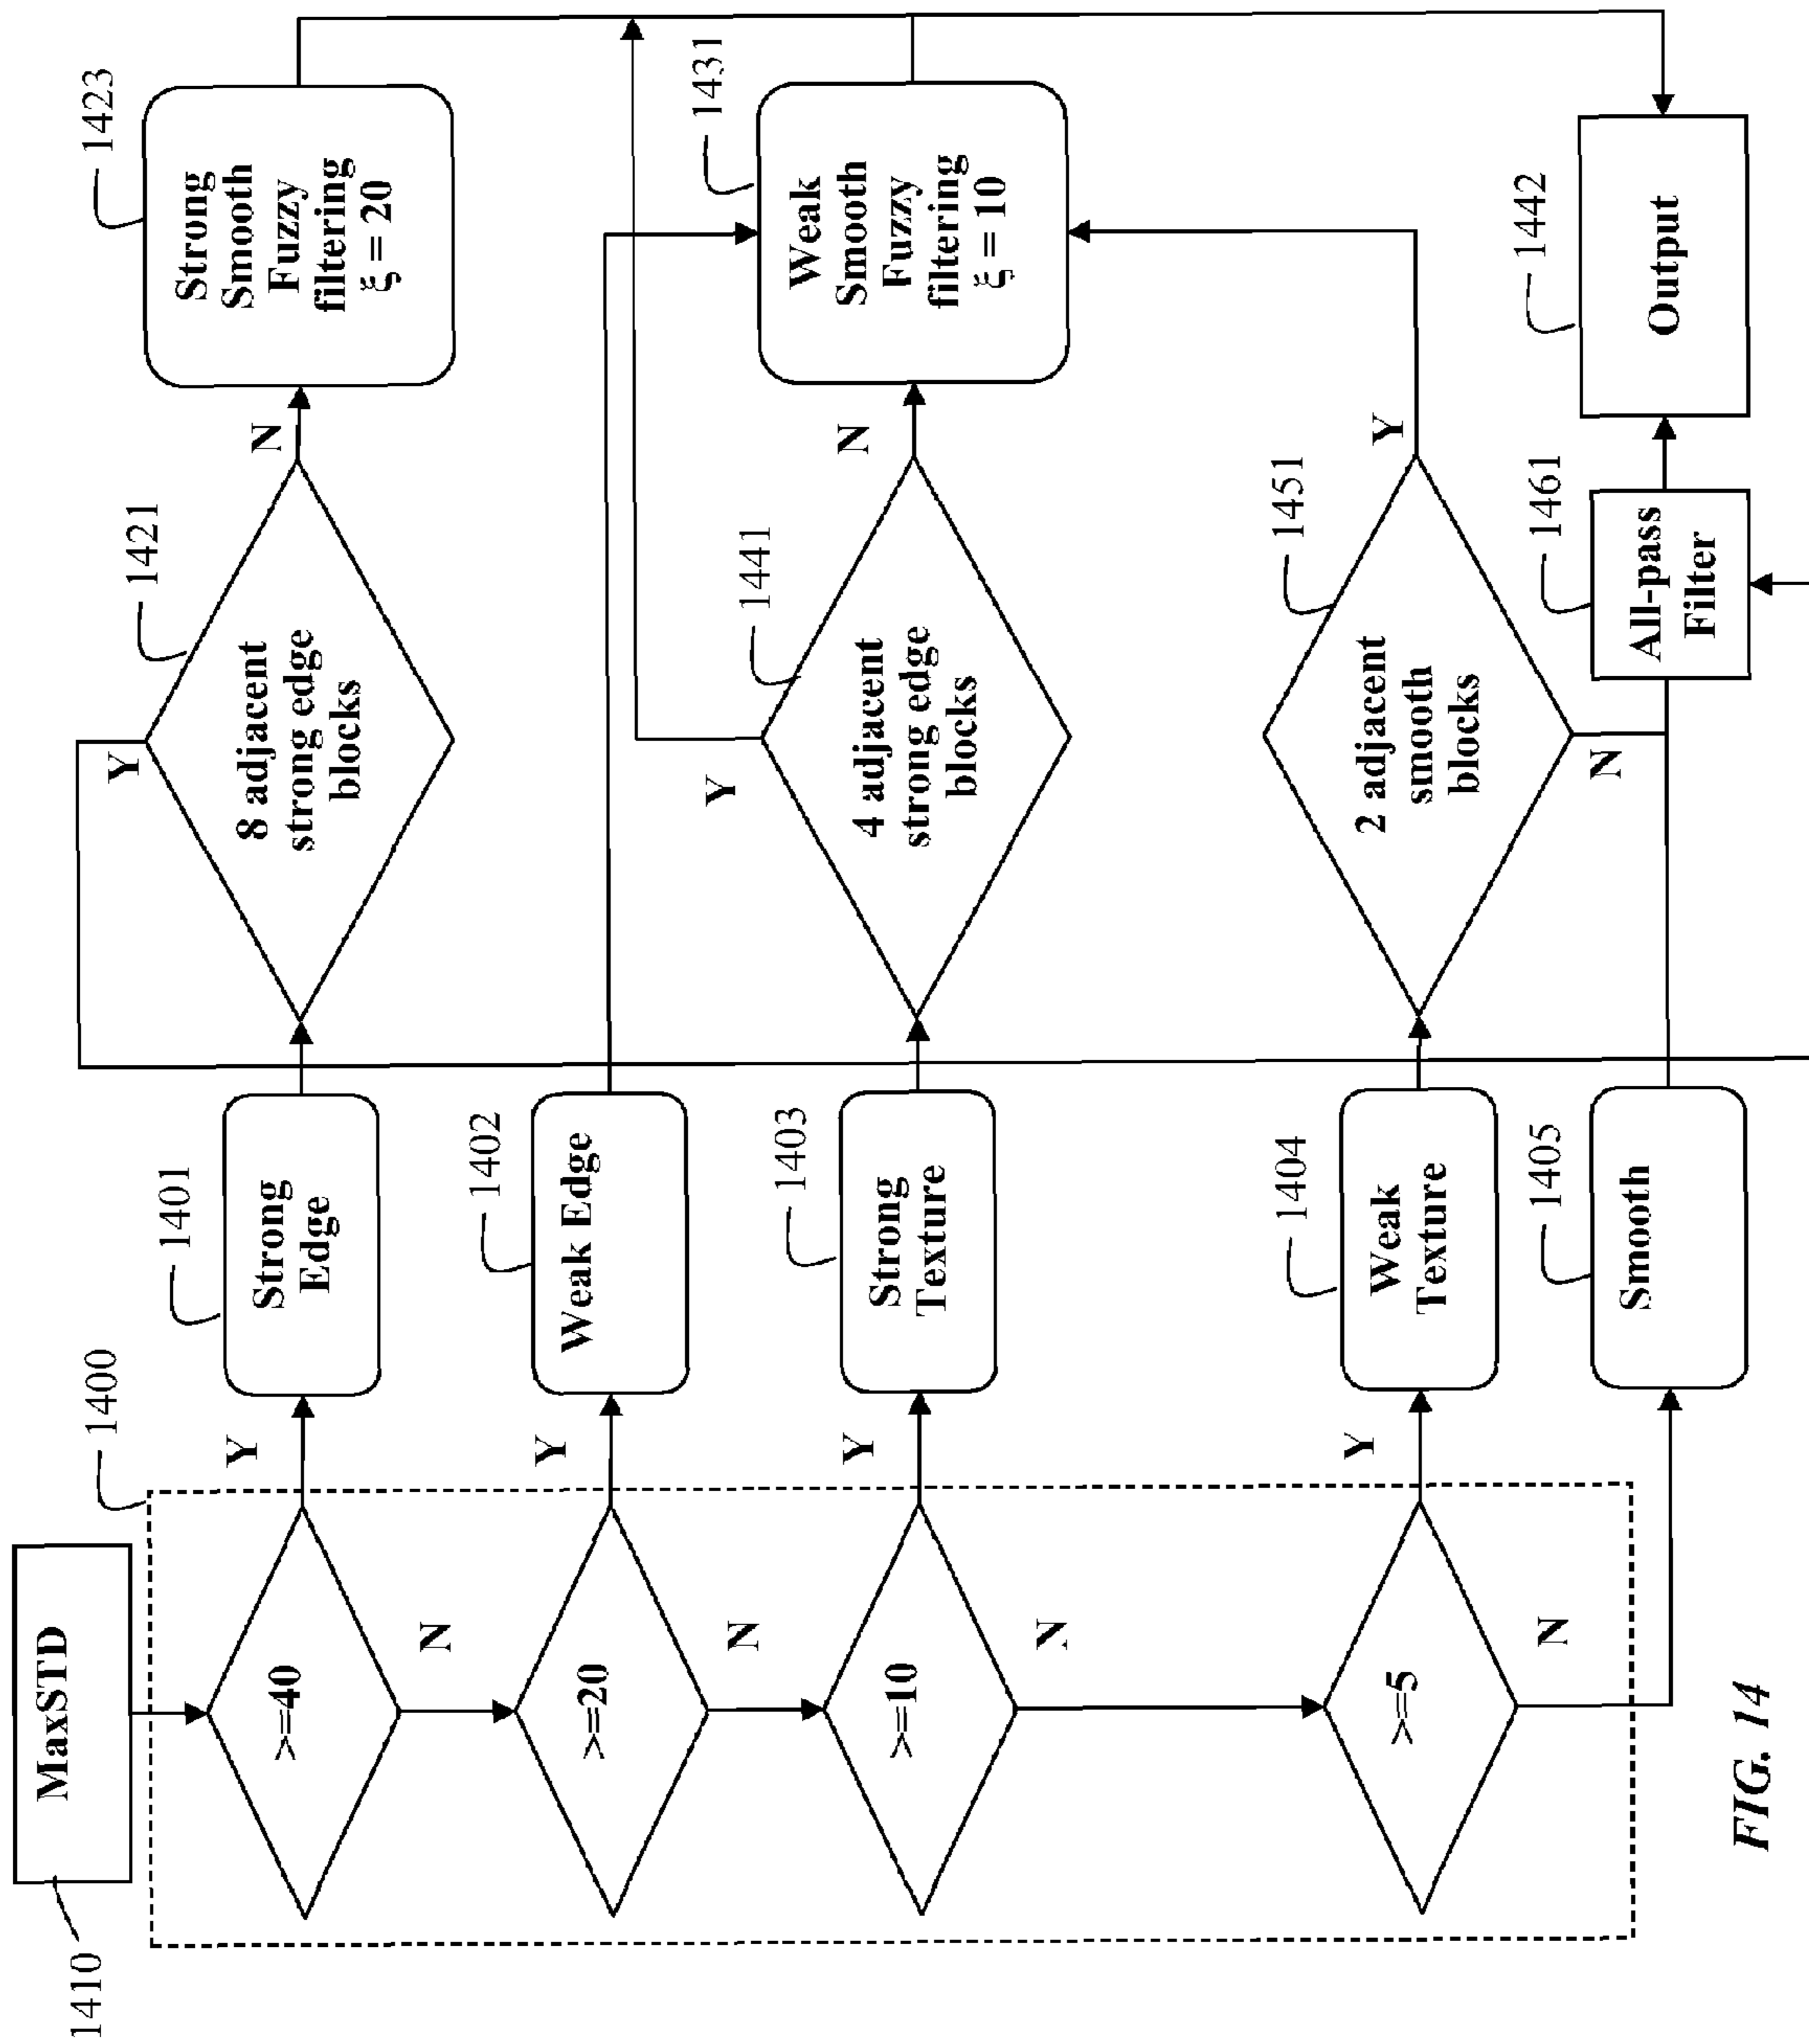 1410
MaxSTD
1400
>=40
Y
N
>=20
Y
N
>=10
Y
N
>=5
Y
N
1401
Strong
Edge
1402
Weak Edge
1403
Strong
Texture
1404
Weak
Texture
1405
Smooth
Y
1421
8 adjacent
strong edge
blocks
N
Y
1441
4 adjacent
strong edge
blocks
N
1451
2 adjacent
smooth
blocks
Y
N
1423
Strong
Smooth
Fuzzy
filtering
ξ = 20
1431
Weak
Smooth
Fuzzy
filtering
ξ = 10
1461
All-pass
Filter
1442
Output
FIG. 14